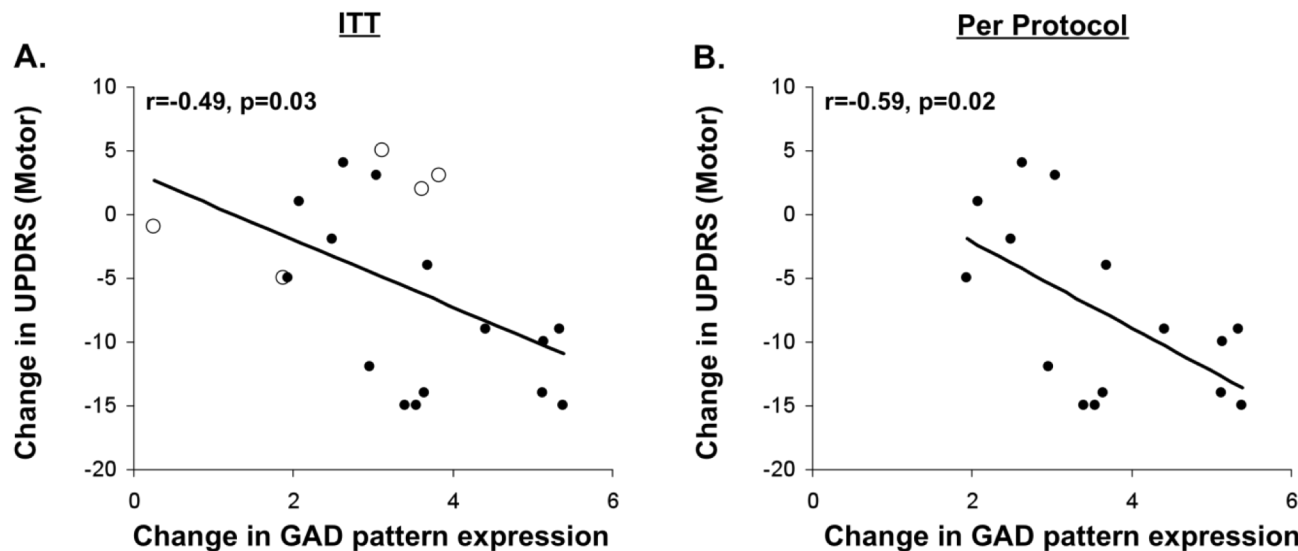 ITT
A.
r=-0.49, p=0.03
Change in UPDRS (Motor)
10
5
0
-5
-10
-15
-20
0 2 4 6
Change in GAD pattern expression
Per Protocol
B.
r=-0.59, p=0.02
Change in UPDRS (Motor)
10
5
0
-5
-10
-15
-20
0 2 4 6
Change in GAD pattern expression